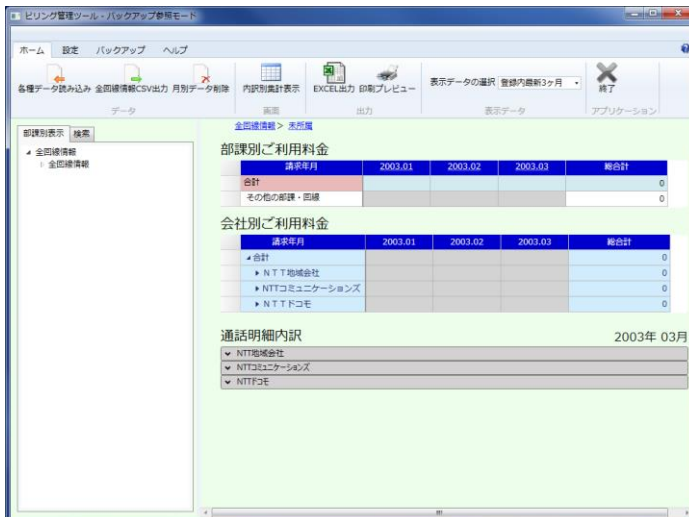 ビリング管理ツール - バックアップ参照モード
ホーム 設定 バックアップ ヘルプ
各種データ読み込み 全回線情報CSV出力 月別データ削除 内訳別集計表示 EXCEL出力 印刷プレビュー 表示データの選択 登録内最新3ヶ月 終了
データ 画面 出力 表示データ アプリケーション
部課別表示 検索
全回線情報
全回線情報
全回線情報 > 未所属
部課別ご利用料金
請求年月 2003.01 2003.02 2003.03 総合計
合計 0
その他の部課・回線 0
会社別ご利用料金
請求年月 2003.01 2003.02 2003.03 総合計
合計 0
NTT地域会社 0
NTTコミュニケーションズ 0
NTTドコモ 0
通話明細内訳 2003年 03月
NTT地域会社
NTTコミュニケーションズ
NTTドコモ